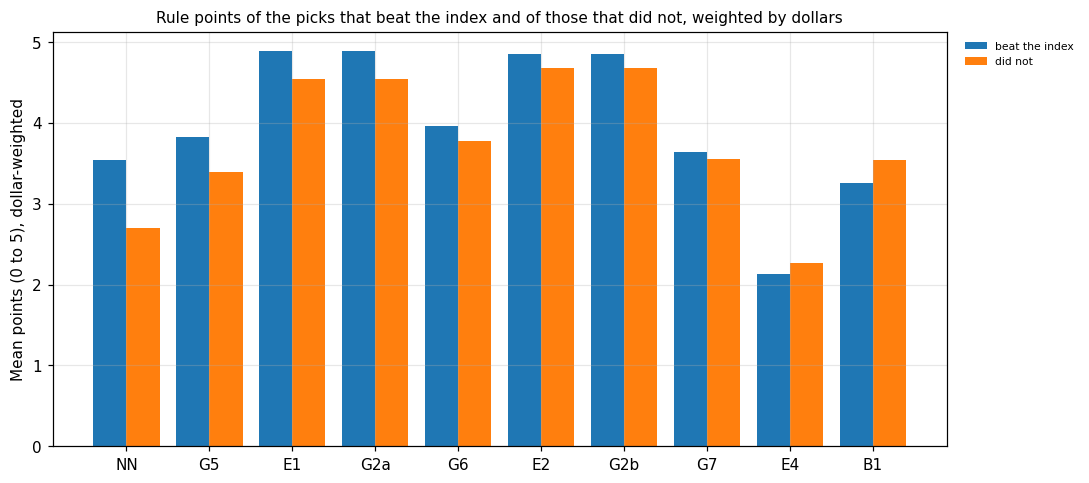 Rule points of the picks that beat the index and of those that did not, weighted by dollars
beat the index
did not
Mean points (0 to 5), dollar-weighted
5
4
3
2
1
0
NN G5 E1 G2a G6 E2 G2b G7 E4 B1